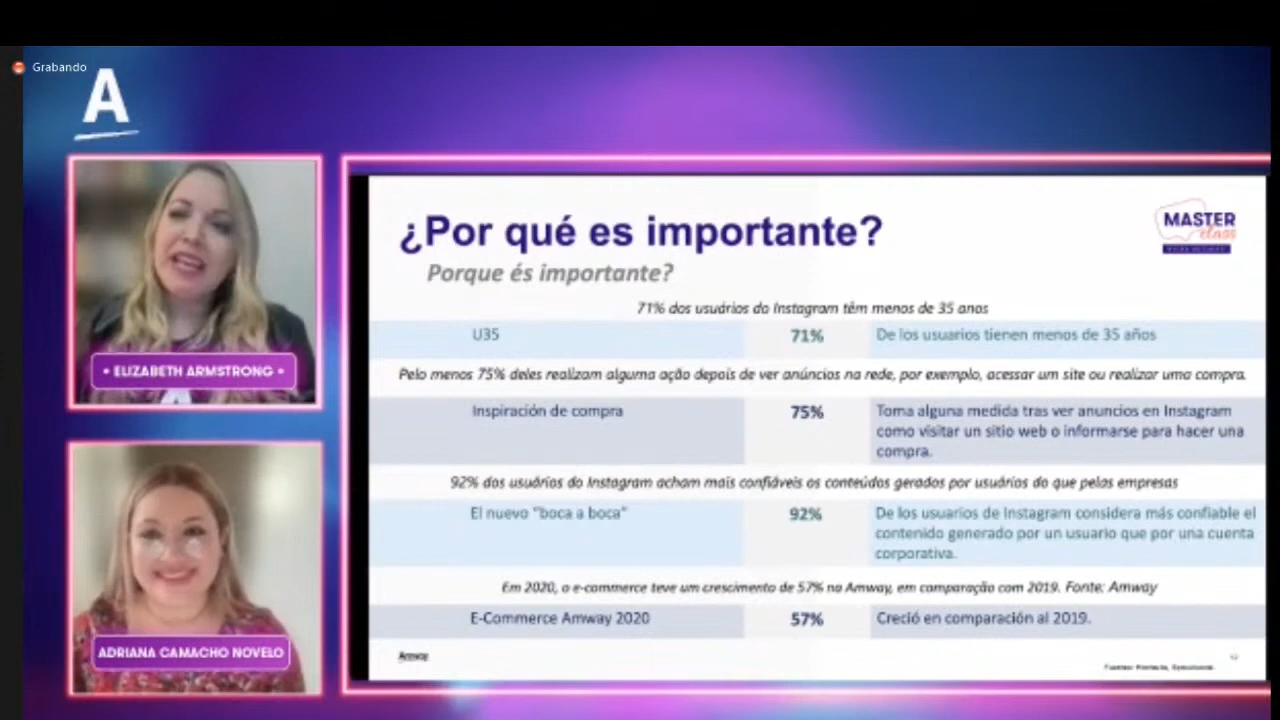 Grabando
A
• ELIZABETH ARMSTRONG •
ADRIANA CAMACHO NOVELO
¿Por qué es importante?
Porque és importante?
MASTER
class
71% dos usuários do Instagram têm menos de 35 anos
U35 71% De los usuarios tienen menos de 35 años
Pelo menos 75% deles realizam alguma ação depois de ver anúncios na rede, por exemplo, acessar um site ou realizar uma compra.
Inspiración de compra 75% Toma alguna medida tras ver anuncios en Instagram
como visitar un sitio web o informarse para hacer una
compra.
92% dos usuários do Instagram acham mais confiáveis os conteúdos gerados por usuários do que pelas empresas
El nuevo "boca a boca" 92% De los usuarios de Instagram considera más confiable el
contenido generado por un usuario que por una cuenta
corporativa.
Em 2020, o e-commerce teve um crescimento de 57% na Amway, em comparação com 2019. Fonte: Amway
E-Commerce Amway 2020 57% Creció en comparación al 2019.
Amway